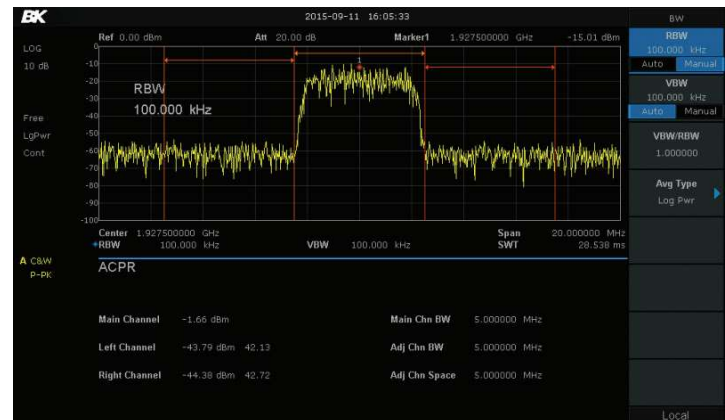 BK 2015-09-11 16:05:33 BW
Ref 0.00 dBm Att 20.00 dB Marker1 1.927500000 GHz -15.01 dBm
LOG
10 dB
Free
LgPwr
Cont
0
-10
-20
-30
-40
-50
-60
-70
-80
-90
-100
1
RBW
100.000 kHz
Center 1.927500000 GHz Span 20.000000 MHz
*RBW 100.000 kHz VBW 100.000 kHz SWT 28.538 ms
A C&W
P-PK
ACPR
Main Channel -1.66 dBm Main Chn BW 5.000000 MHz
Left Channel -43.79 dBm 42.13 Adj Chn BW 5.000000 MHz
Right Channel -44.38 dBm 42.72 Adj Chn Space 5.000000 MHz
RBW
100.000 kHz
Auto Manual
VBW
100.000 kHz
Auto Manual
VBW/RBW
1.000000
Avg Type
Log Pwr
Local